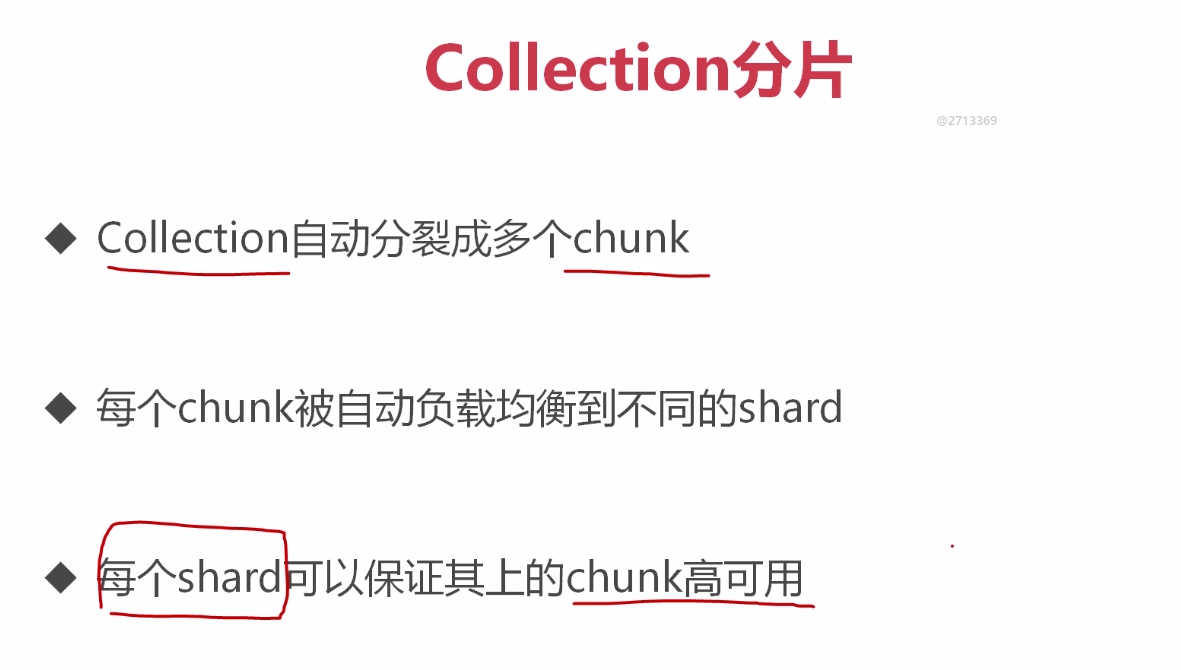 Collection分片
@2713369
◆ Collection自动分裂成多个chunk
◆ 每个chunk被自动负载均衡到不同的shard
◆ 每个shard可以保证其上的chunk高可用